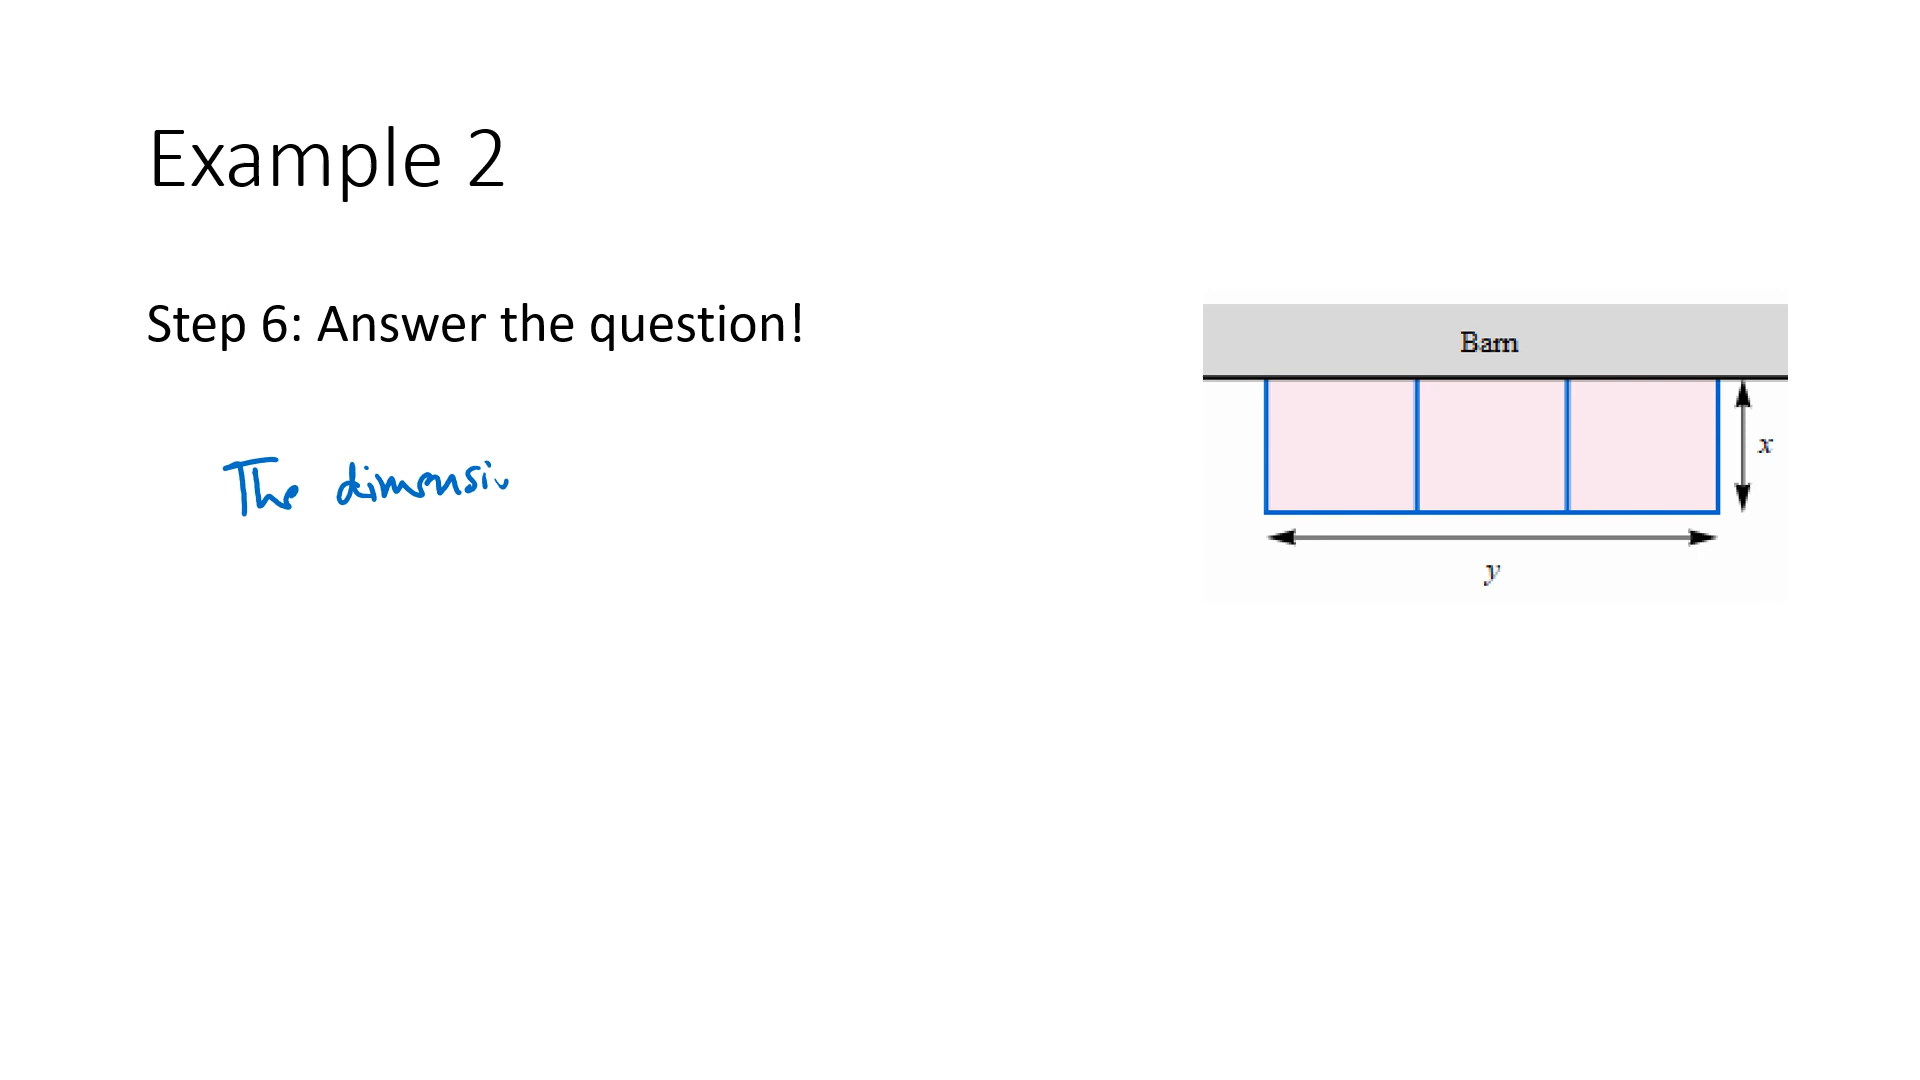 Example 2
Step 6: Answer the question!
The dimensi
Barn
x
y